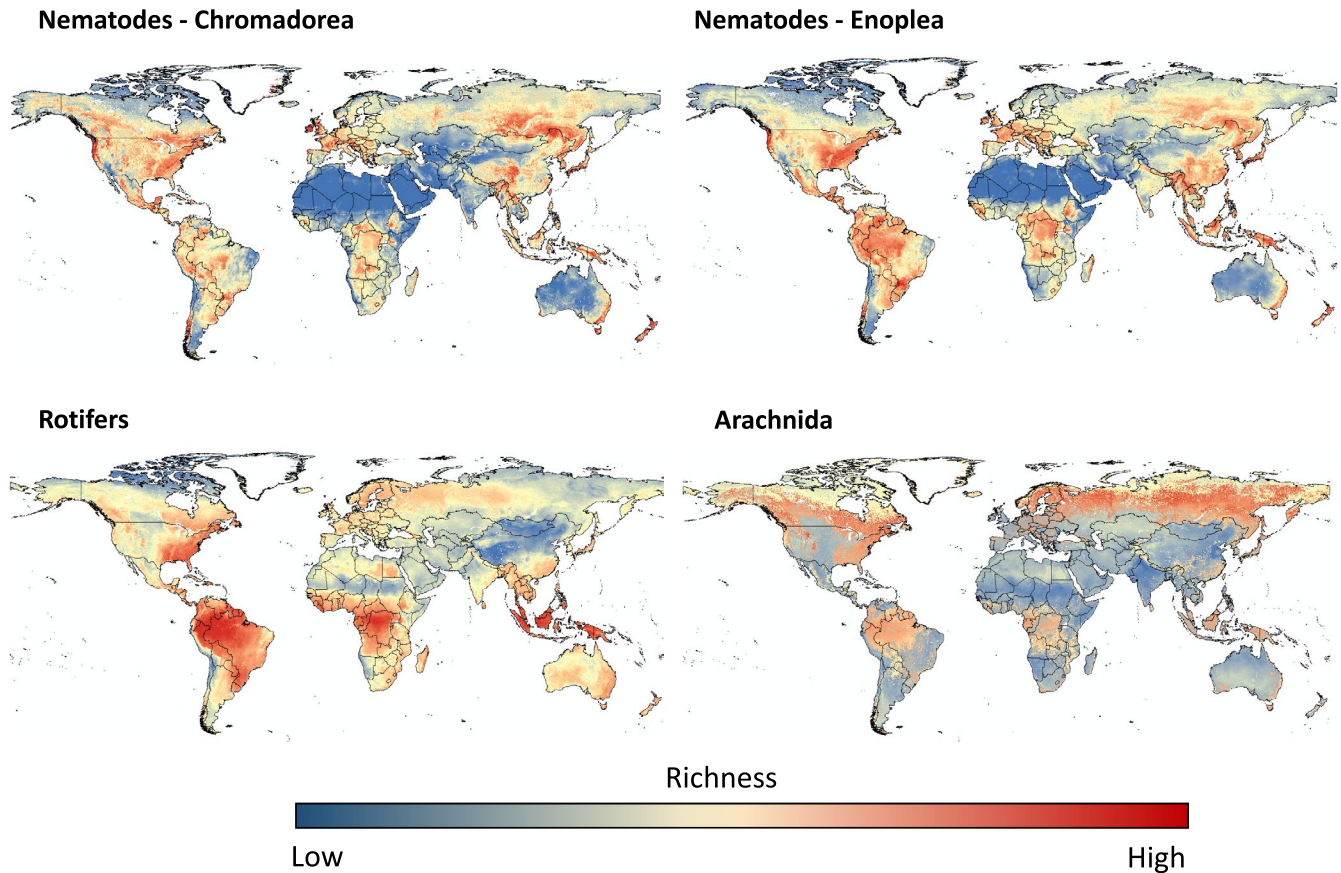 Nematodes - Chromadorea
Nematodes - Enoplea
Rotifers
Arachnida
Richness
Low
High